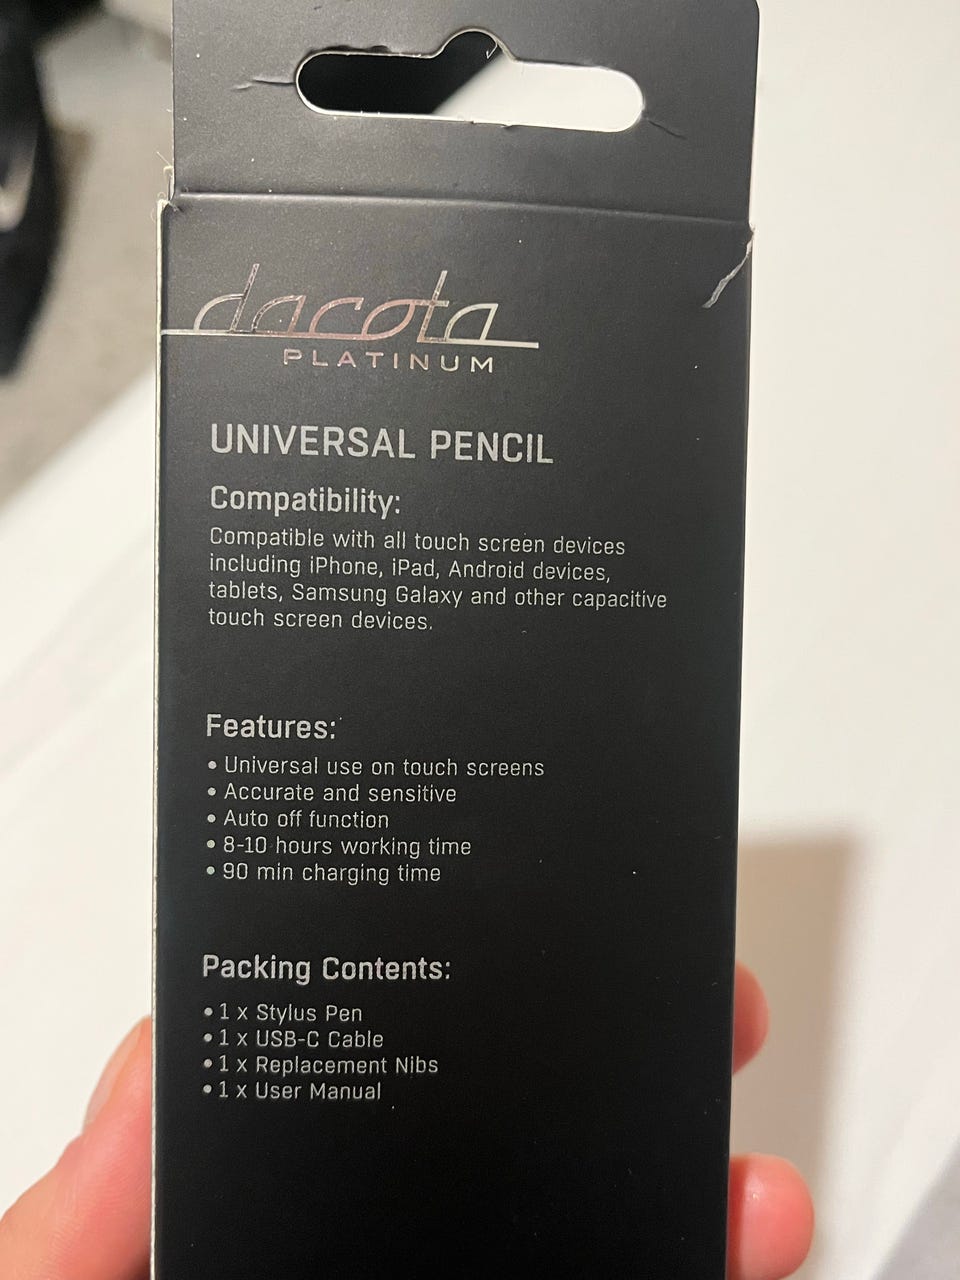 dacota
PLATINUM
UNIVERSAL PENCIL
Compatibility:
Compatible with all touch screen devices
including iPhone, iPad, Android devices,
tablets, Samsung Galaxy and other capacitive
touch screen devices.
Features:
• Universal use on touch screens
• Accurate and sensitive
• Auto off function
• 8-10 hours working time
• 90 min charging time
Packing Contents:
• 1 x Stylus Pen
• 1 x USB-C Cable
• 1 x Replacement Nibs
• 1 x User Manual